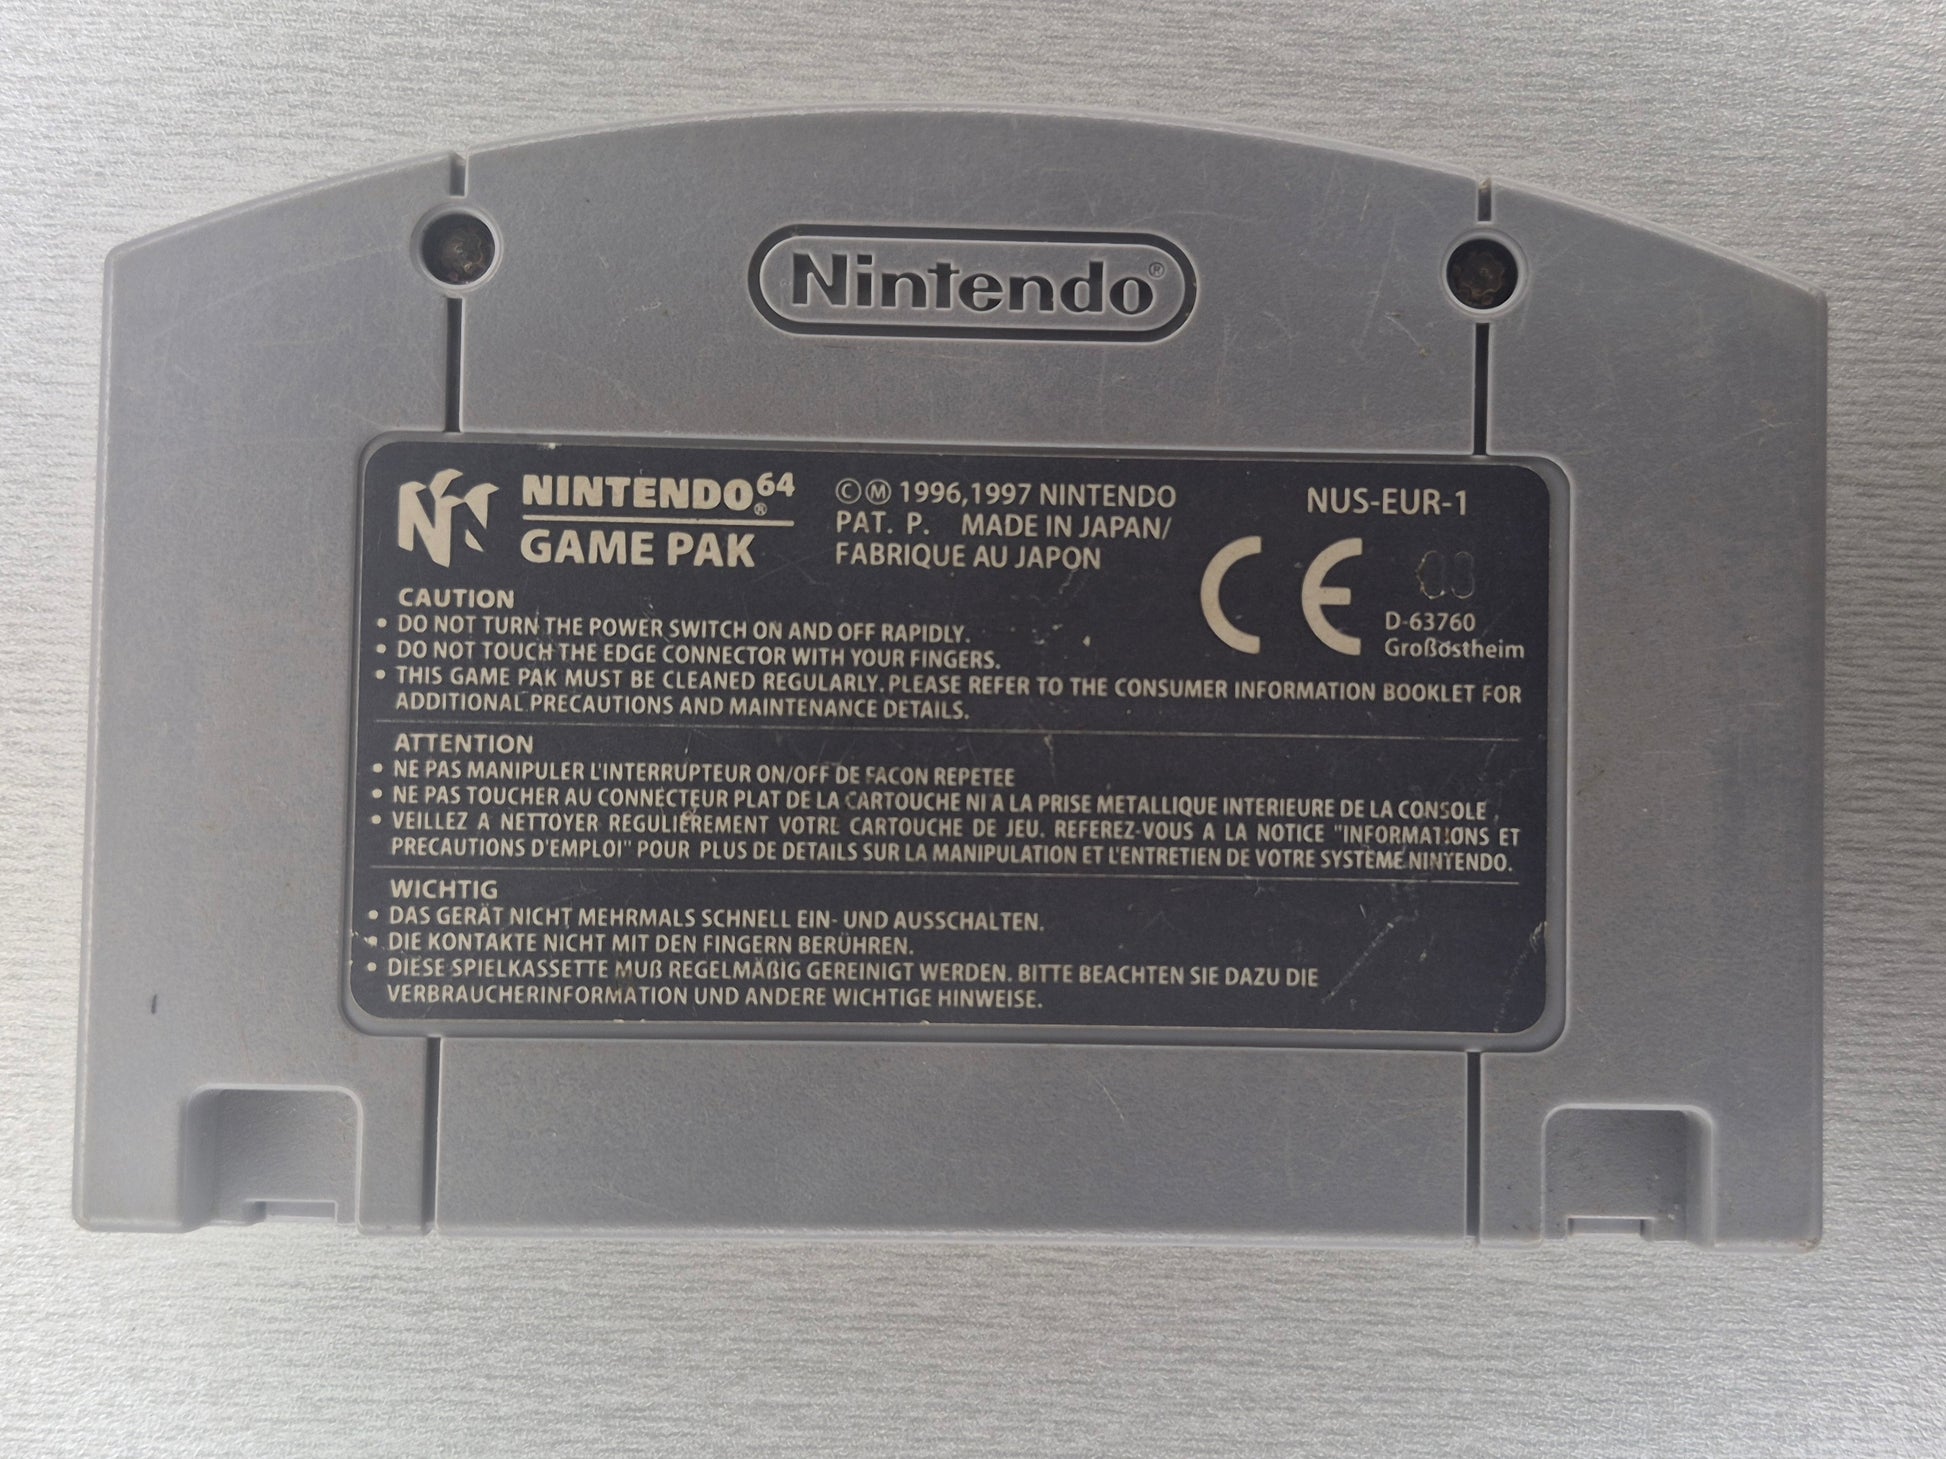 Nintendo®
NINTENDO64®
GAME PAK
©Ⓜ 1996,1997 NINTENDO
PAT. P. MADE IN JAPAN/
FABRIQUE AU JAPON
NUS-EUR-1
CE
D-63760
Großostheim
CAUTION
• DO NOT TURN THE POWER SWITCH ON AND OFF RAPIDLY.
• DO NOT TOUCH THE EDGE CONNECTOR WITH YOUR FINGERS.
• THIS GAME PAK MUST BE CLEANED REGULARLY. PLEASE REFER TO THE CONSUMER INFORMATION BOOKLET FOR
ADDITIONAL PRECAUTIONS AND MAINTENANCE DETAILS.
ATTENTION
• NE PAS MANIPULER L'INTERRUPTEUR ON/OFF DE FACON REPETEE
• NE PAS TOUCHER AU CONNECTEUR PLAT DE LA CARTOUCHE NI A LA PRISE METALLIQUE INTERIEURE DE LA CONSOLE.
• VEILLEZ A NETTOYER REGULIEREMENT VOTRE CARTOUCHE DE JEU. REFEREZ-VOUS A LA NOTICE "INFORMATIONS ET
PRECAUTIONS D'EMPLOI" POUR PLUS DE DETAILS SUR LA MANIPULATION ET L'ENTRETIEN DE VOTRE SYSTEME NINTENDO.
WICHTIG
• DAS GERÄT NICHT MEHRMALS SCHNELL EIN- UND AUSSCHALTEN.
• DIE KONTAKTE NICHT MIT DEN FINGERN BERÜHREN.
• DIESE SPIELKASSETTE MUß REGELMÄßIG GEREINIGT WERDEN. BITTE BEACHTEN SIE DAZU DIE
VERBRAUCHERINFORMATION UND ANDERE WICHTIGE HINWEISE.